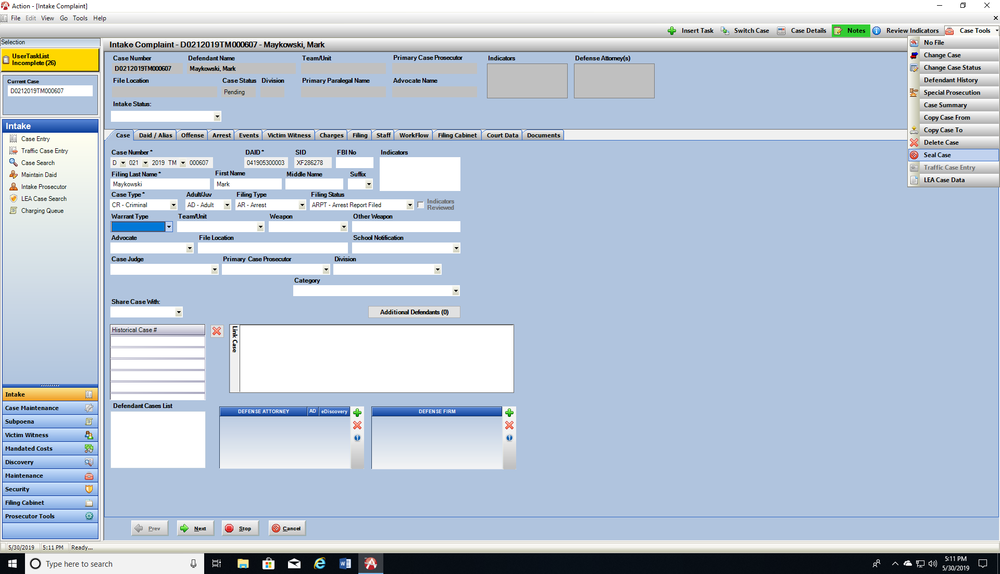 Action - [Intake Complaint]
File Edit View Go Tools Help
Insert Task Switch Case Case Details Notes Review Indicators Case Tools
Selection
UserTaskList
Incomplete (26)
Current Case
D0212019TM000607
Intake
Case Entry
Traffic Case Entry
Case Search
Maintain Daid
Intake Prosecutor
LEA Case Search
Charging Queue
Intake
Case Maintenance
Subpoena
Victim Witness
Mandated Costs
Discovery
Maintenance
Security
Filing Cabinet
Prosecutor Tools
Intake Complaint - D0212019TM000607 - Maykowski, Mark
Case Number Defendant Name Team/Unit Primary Case Prosecutor Indicators Defense Attorney(s)
D0212019TM000607 Maykowski, Mark
File Location Case Status Division Primary Paralegal Name Advocate Name
Pending
Intake Status:
No File
Change Case
Change Case Status
Defendant History
Special Prosecution
Case Summary
Copy Case From
Copy Case To
Delete Case
Seal Case
Traffic Case Entry
LEA Case Data
Case Daid / Alias Offense Arrest Events Victim Witness Charges Filing Staff WorkFlow Filing Cabinet Court Data Documents
Case Number * DAID * SID FBI No Indicators
D 021 2019 TM 000607 041905300003 XF286278
Filing Last Name * First Name Middle Name Suffix
Maykowski Mark
Case Type * Adult/Juv Filing Type Filing Status
CR - Criminal AD - Adult AR - Arrest ARPT - Arrest Report Filed Indicators
Reviewed
Warrant Type Team/Unit Weapon Other Weapon
Advocate File Location School Notification
Case Judge Primary Case Prosecutor Division
Category
Share Case With:
Additional Defendants (0)
Historical Case #
Link Case
Defendant Cases List
DEFENSE ATTORNEY AD eDiscovery DEFENSE FIRM
Prev Next Stop Cancel
5/30/2019 5:11 PM Ready...
Type here to search
5:11 PM
5/30/2019